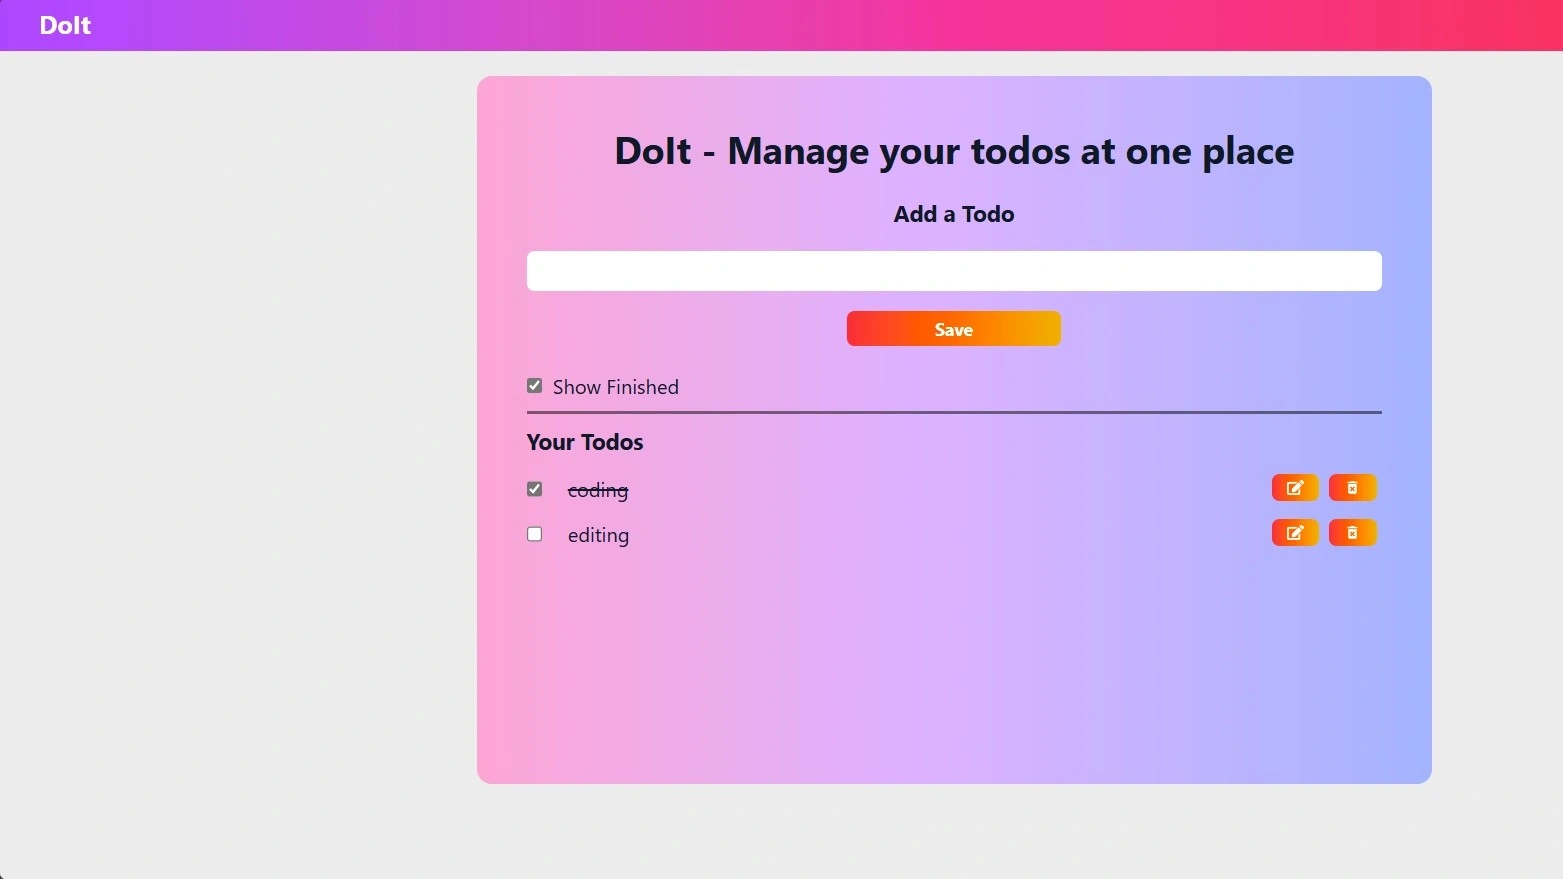 DoIt
DoIt - Manage your todos at one place
Add a Todo
Save
Show Finished
Your Todos
coding
editing